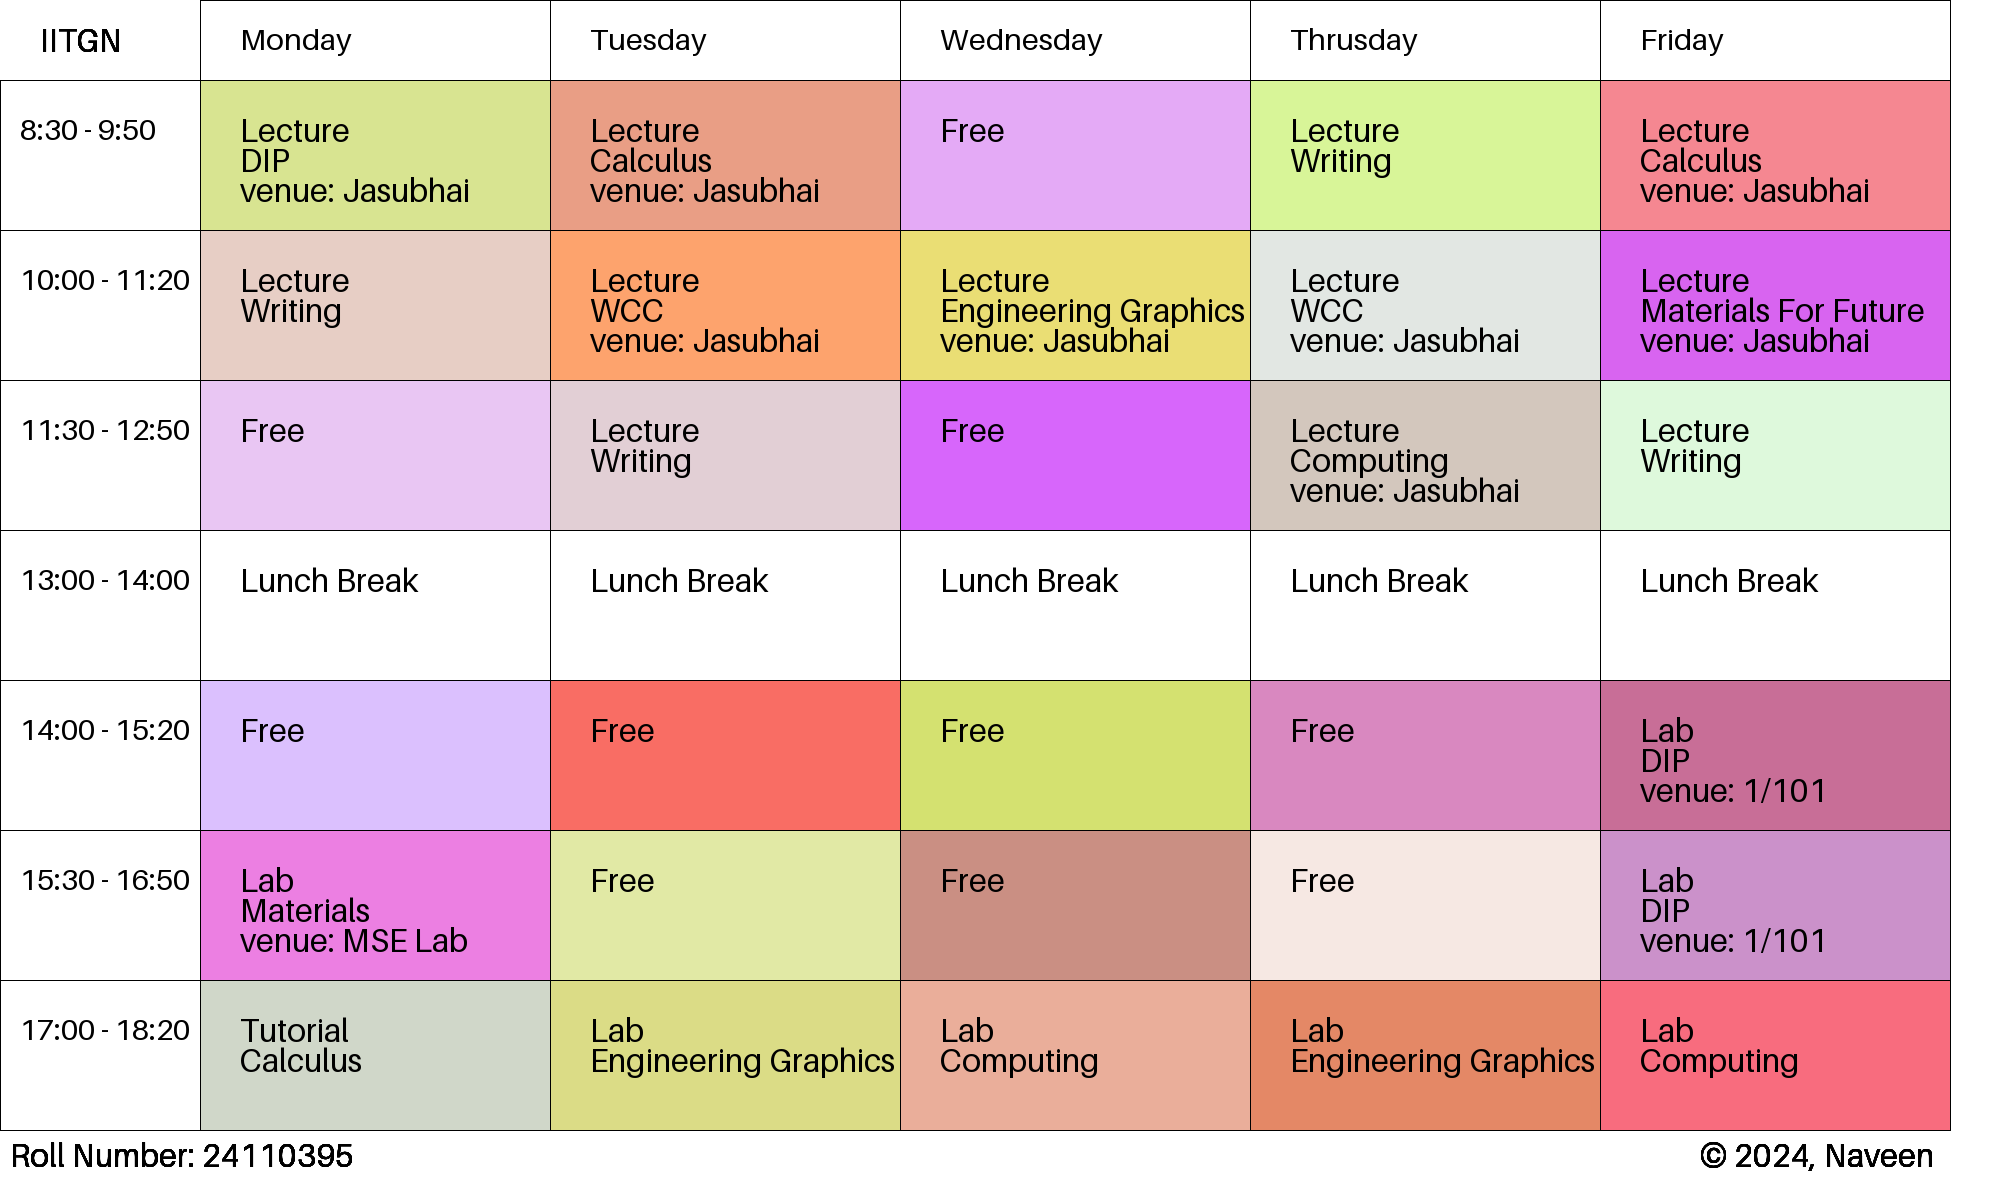 IITGN
Monday
Tuesday
Wednesday
Thrusday
Friday
8:30 - 9:50
Lecture
DIP
venue: Jasubhai
Lecture
Calculus
venue: Jasubhai
Free
Lecture
Writing
Lecture
Calculus
venue: Jasubhai
10:00 - 11:20
Lecture
Writing
Lecture
WCC
venue: Jasubhai
Lecture
Engineering Graphics
venue: Jasubhai
Lecture
WCC
venue: Jasubhai
Lecture
Materials For Future
venue: Jasubhai
11:30 - 12:50
Free
Lecture
Writing
Free
Lecture
Computing
venue: Jasubhai
Lecture
Writing
13:00 - 14:00
Lunch Break
Lunch Break
Lunch Break
Lunch Break
Lunch Break
14:00 - 15:20
Free
Free
Free
Free
Lab
DIP
venue: 1/101
15:30 - 16:50
Lab
Materials
venue: MSE Lab
Free
Free
Free
Lab
DIP
venue: 1/101
17:00 - 18:20
Tutorial
Calculus
Lab
Engineering Graphics
Lab
Computing
Lab
Engineering Graphics
Lab
Computing
Roll Number: 24110395
© 2024, Naveen